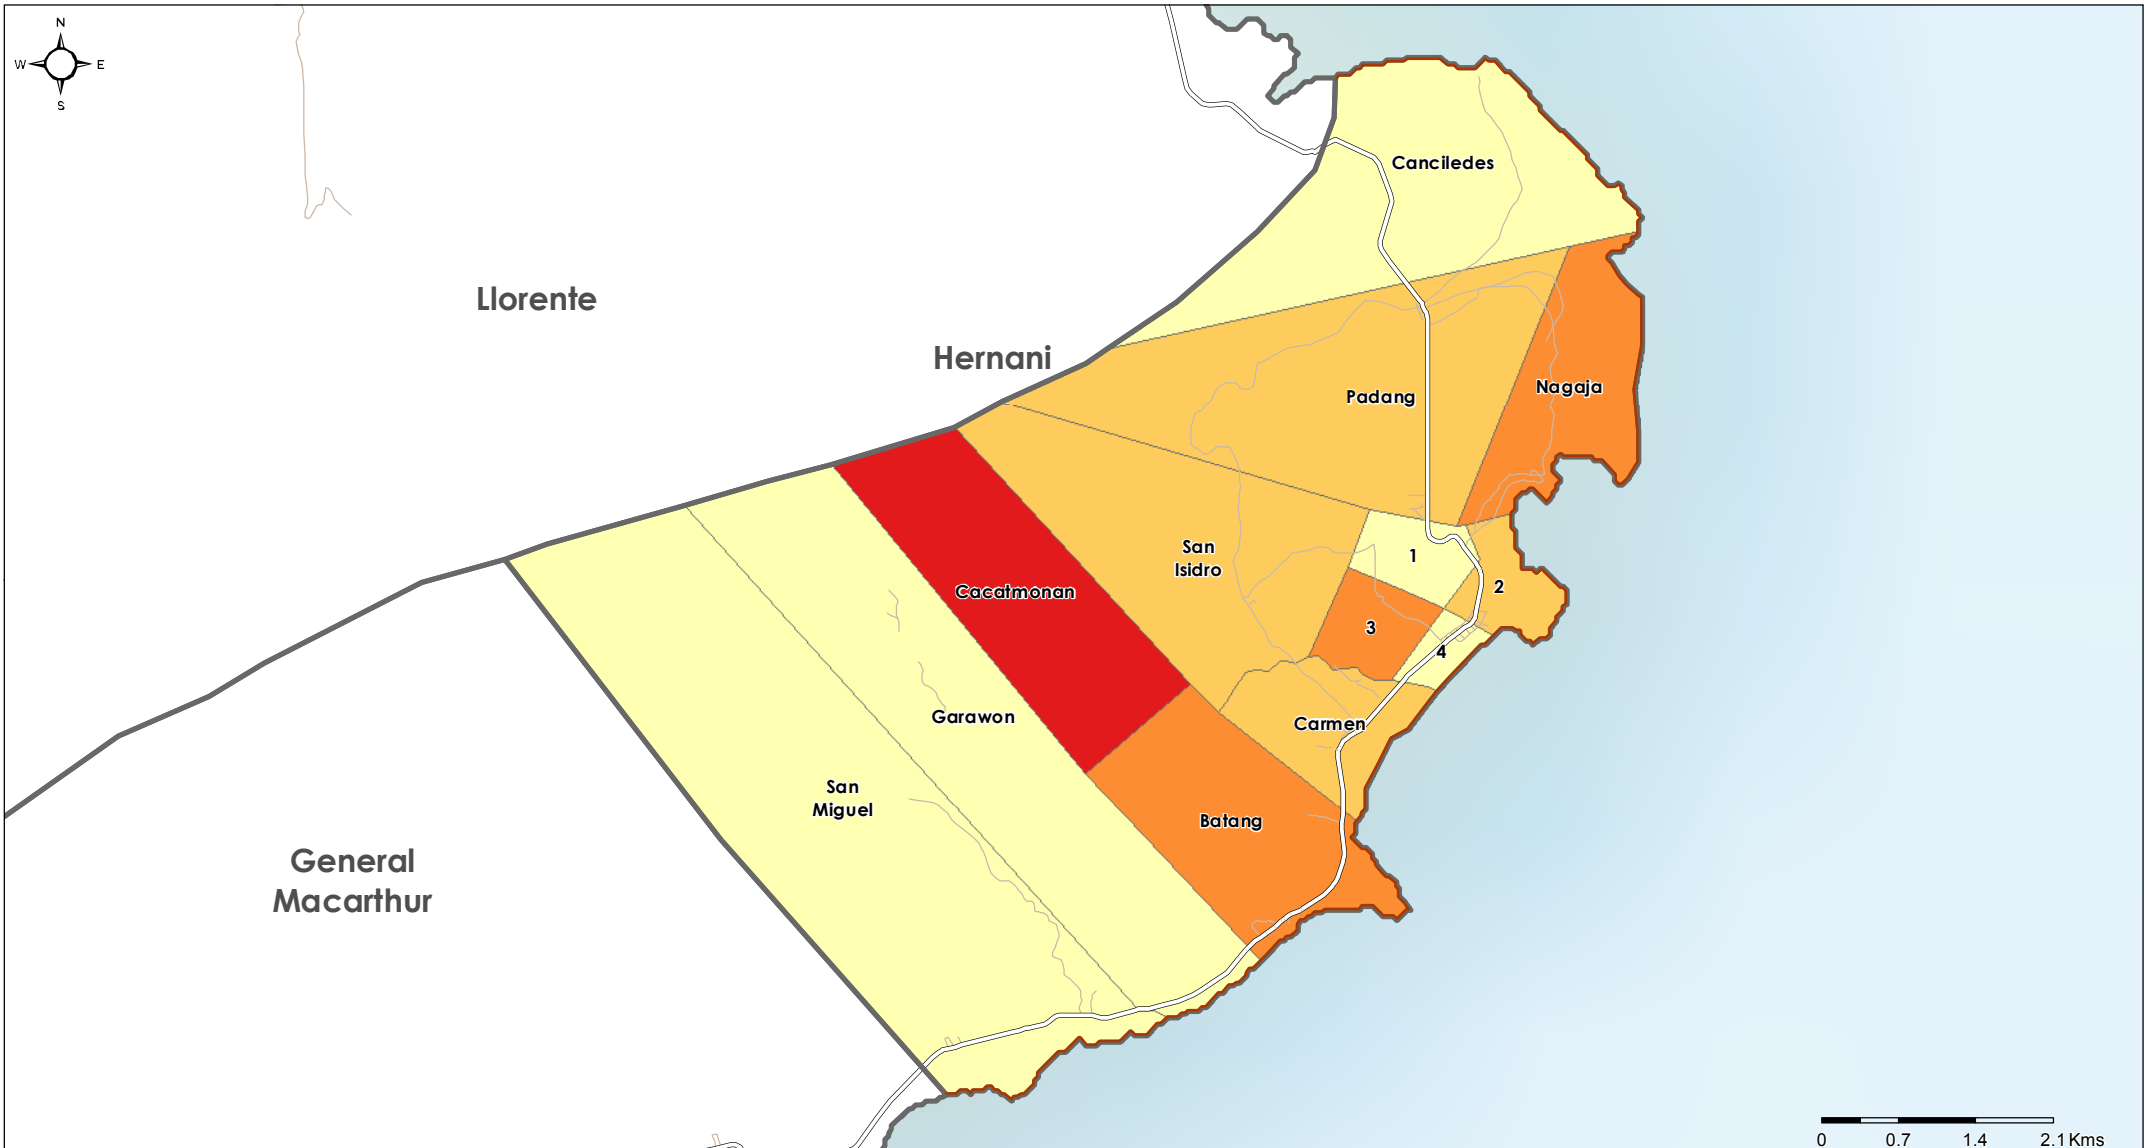 N
W E
S
Canciledes
Llorente
Hernani
Nagaja
Padang
San
Isidro
1
2
Cacatmonan
3
4
Garawon
Carmen
San
Miguel
Batang
General
Macarthur
0 0.7 1.4 2.1 Kms